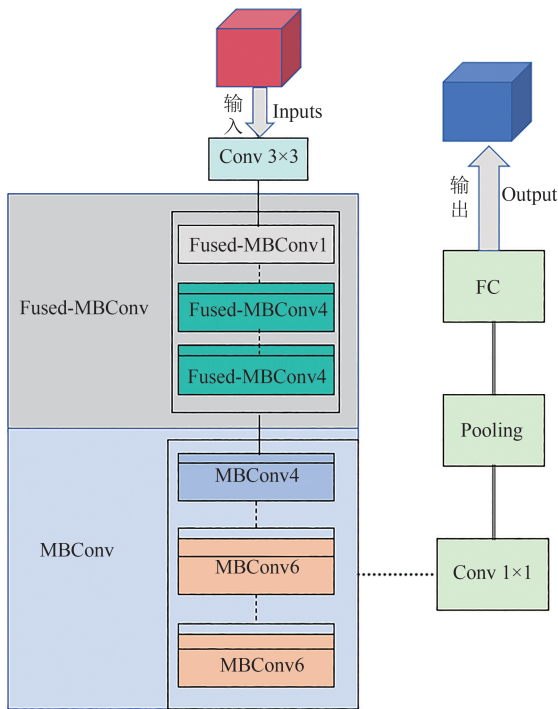 输入
Inputs
Conv 3×3
Fused-MBConv
Fused-MBConv1
Fused-MBConv4
Fused-MBConv4
MBConv
MBConv4
MBConv6
MBConv6
Conv 1×1
Pooling
FC
输出
Output